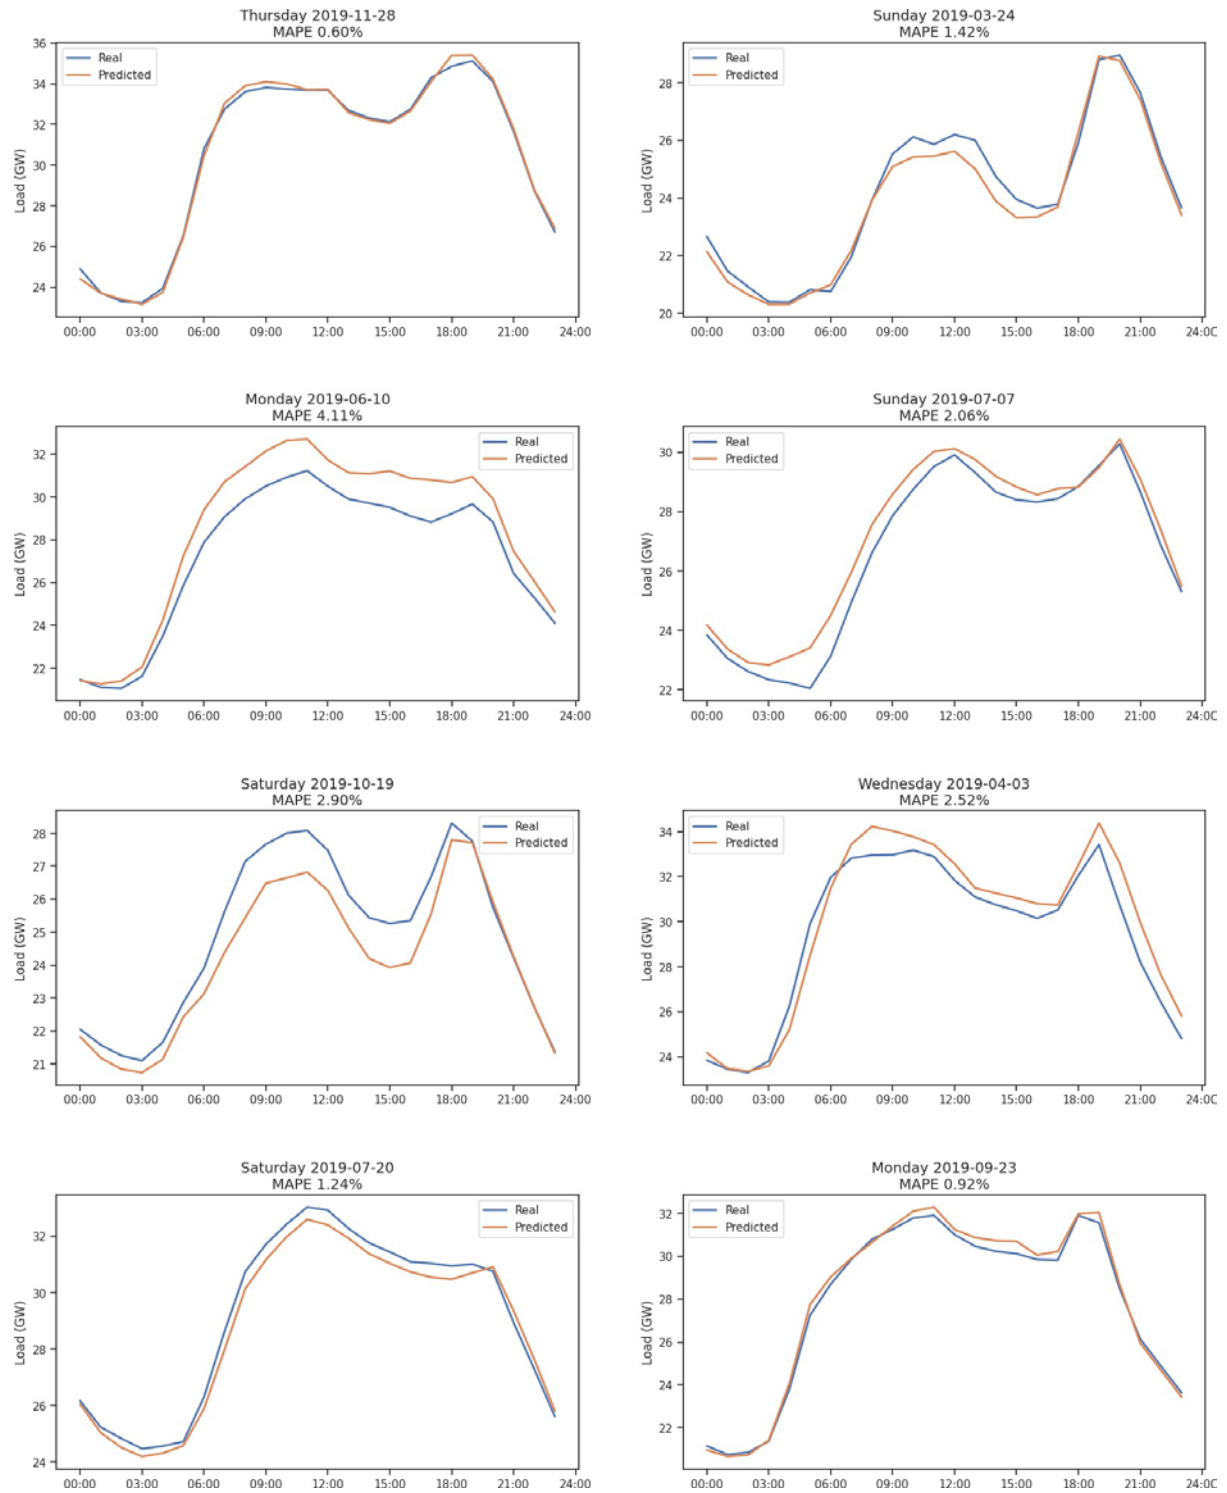 Thursday 2019-11-28
MAPE 0.60%
Real
Predicted
Load (GW)
36
34
32
30
28
26
24
00:00 03:00 06:00 09:00 12:00 15:00 18:00 21:00 24:00
Sunday 2019-03-24
MAPE 1.42%
Real
Predicted
Load (GW)
28
26
24
22
20
00:00 03:00 06:00 09:00 12:00 15:00 18:00 21:00 24:0
Monday 2019-06-10
MAPE 4.11%
Real
Predicted
Load (GW)
32
30
28
26
24
22
00:00 03:00 06:00 09:00 12:00 15:00 18:00 21:00 24:00
Sunday 2019-07-07
MAPE 2.06%
Real
Predicted
Load (GW)
30
28
26
24
22
00:00 03:00 06:00 09:00 12:00 15:00 18:00 21:00 24:0
Saturday 2019-10-19
MAPE 2.90%
Real
Predicted
Load (GW)
28
27
26
25
24
23
22
21
00:00 03:00 06:00 09:00 12:00 15:00 18:00 21:00 24:00
Wednesday 2019-04-03
MAPE 2.52%
Real
Predicted
Load (GW)
34
32
30
28
26
24
00:00 03:00 06:00 09:00 12:00 15:00 18:00 21:00 24:0
Saturday 2019-07-20
MAPE 1.24%
Real
Predicted
Load (GW)
32
30
28
26
24
00:00 03:00 06:00 09:00 12:00 15:00 18:00 21:00 24:00
Monday 2019-09-23
MAPE 0.92%
Real
Predicted
Load (GW)
32
30
28
26
24
22
00:00 03:00 06:00 09:00 12:00 15:00 18:00 21:00 24:0